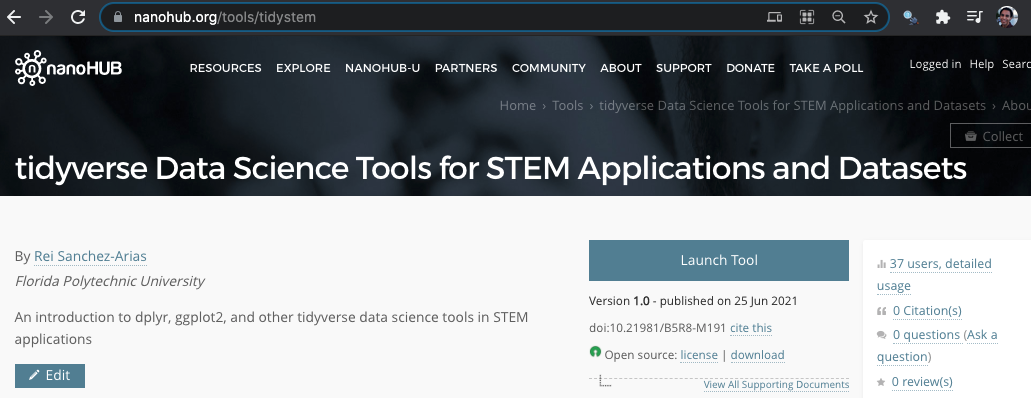 nanohub.org/tools/tidystem
nanoHUB
RESOURCES EXPLORE NANOHUB-U PARTNERS COMMUNITY ABOUT SUPPORT DONATE TAKE A POLL
Logged in Help Searc
Home › Tools › tidyverse Data Science Tools for STEM Applications and Datasets › Abou
Collect
tidyverse Data Science Tools for STEM Applications and Datasets
By Rei Sanchez-Arias
Florida Polytechnic University
An introduction to dplyr, ggplot2, and other tidyverse data science tools in STEM
applications
Edit
Launch Tool
Version 1.0 - published on 25 Jun 2021
doi:10.21981/B5R8-M191 cite this
Open source: license | download
View All Supporting Documents
37 users, detailed
usage
0 Citation(s)
0 questions (Ask a
question)
0 review(s)